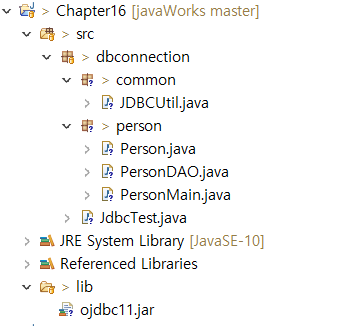 > Chapter16 [javaWorks master]
> src
> dbconnection
> common
> JDBCUtil.java
> person
> Person.java
> PersonDAO.java
> PersonMain.java
> JdbcTest.java
> JRE System Library [JavaSE-10]
> Referenced Libraries
> lib
ojdbc11.jar